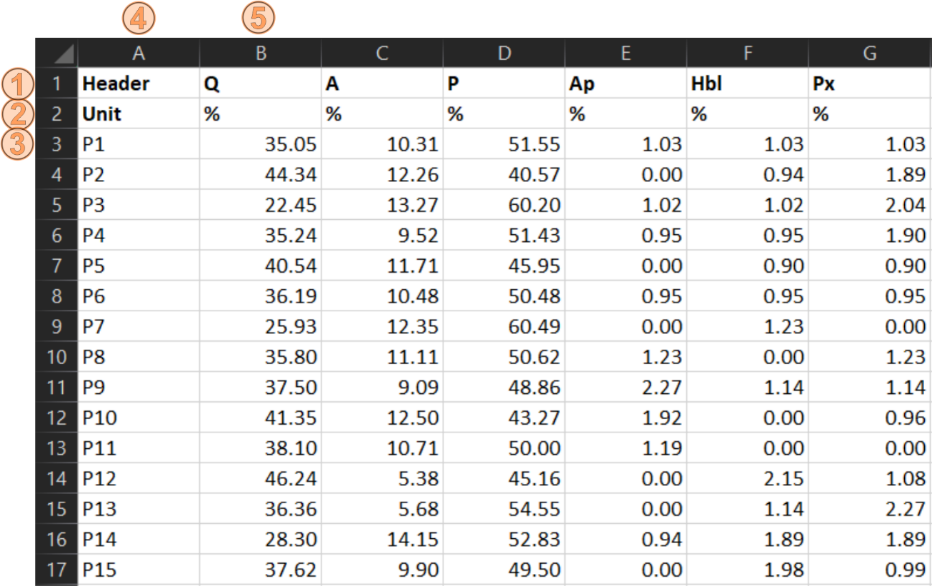 4 5
A B C D E F G
1 1 Header Q A P Ap Hbl Px
2 2 Unit % % % % % %
3 3 P1 35.05 10.31 51.55 1.03 1.03 1.03
4 P2 44.34 12.26 40.57 0.00 0.94 1.89
5 P3 22.45 13.27 60.20 1.02 1.02 2.04
6 P4 35.24 9.52 51.43 0.95 0.95 1.90
7 P5 40.54 11.71 45.95 0.00 0.90 0.90
8 P6 36.19 10.48 50.48 0.95 0.95 0.95
9 P7 25.93 12.35 60.49 0.00 1.23 0.00
10 P8 35.80 11.11 50.62 1.23 0.00 1.23
11 P9 37.50 9.09 48.86 2.27 1.14 1.14
12 P10 41.35 12.50 43.27 1.92 0.00 0.96
13 P11 38.10 10.71 50.00 1.19 0.00 0.00
14 P12 46.24 5.38 45.16 0.00 2.15 1.08
15 P13 36.36 5.68 54.55 0.00 1.14 2.27
16 P14 28.30 14.15 52.83 0.94 1.89 1.89
17 P15 37.62 9.90 49.50 0.00 1.98 0.99